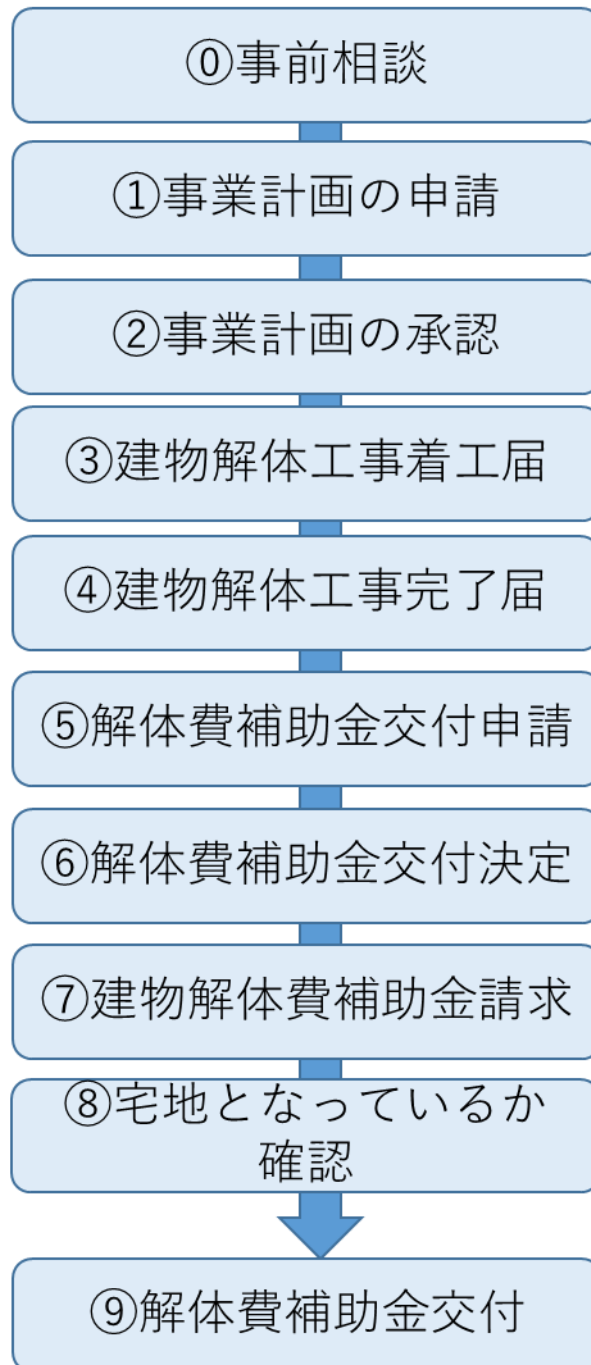 ⓪事前相談
①事業計画の申請
②事業計画の承認
③建物解体工事着工届
④建物解体工事完了届
⑤解体費補助金交付申請
⑥解体費補助金交付決定
⑦建物解体費補助金請求
⑧宅地となっているか
確認
⑨解体費補助金交付